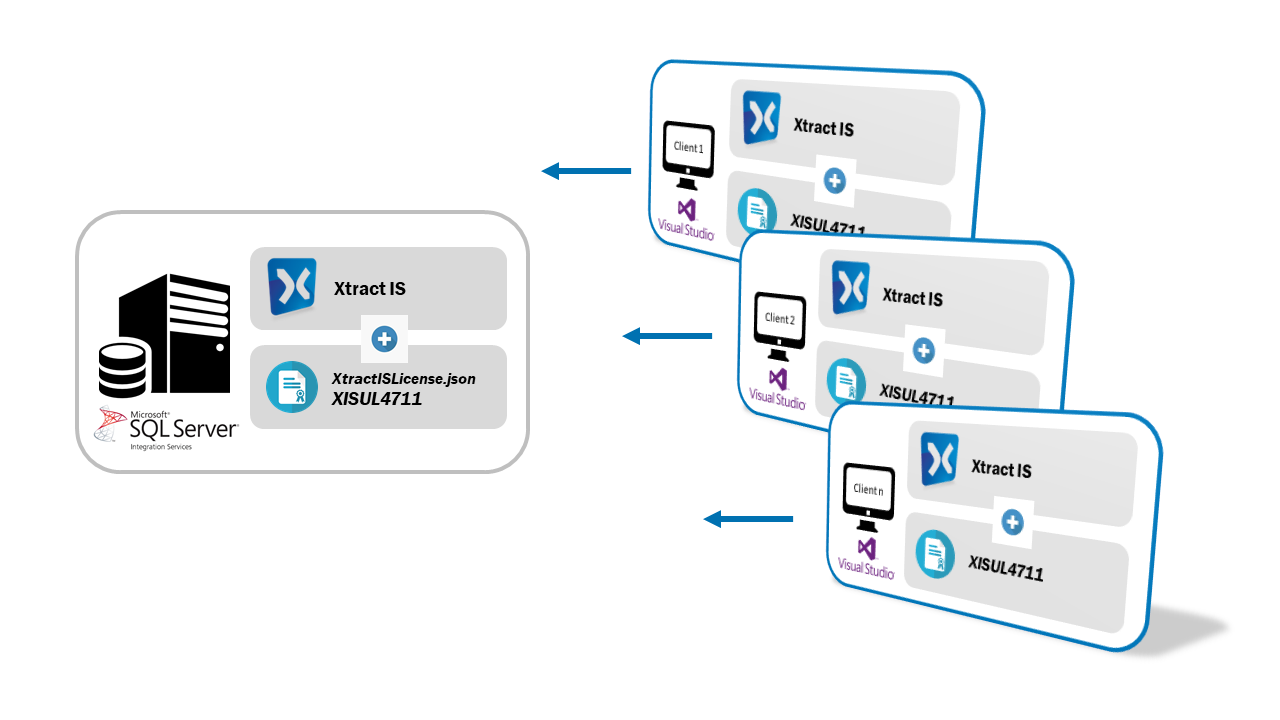 Xtract IS
XtractISLicense.json
XISUL4711
Microsoft®
SQL Server®
Integration Services
Client 1
Visual Studio
Xtract IS
XISUL4711
Client 2
Visual Studio
Xtract IS
XISUL4711
Client n
Visual Studio
Xtract IS
XISUL4711